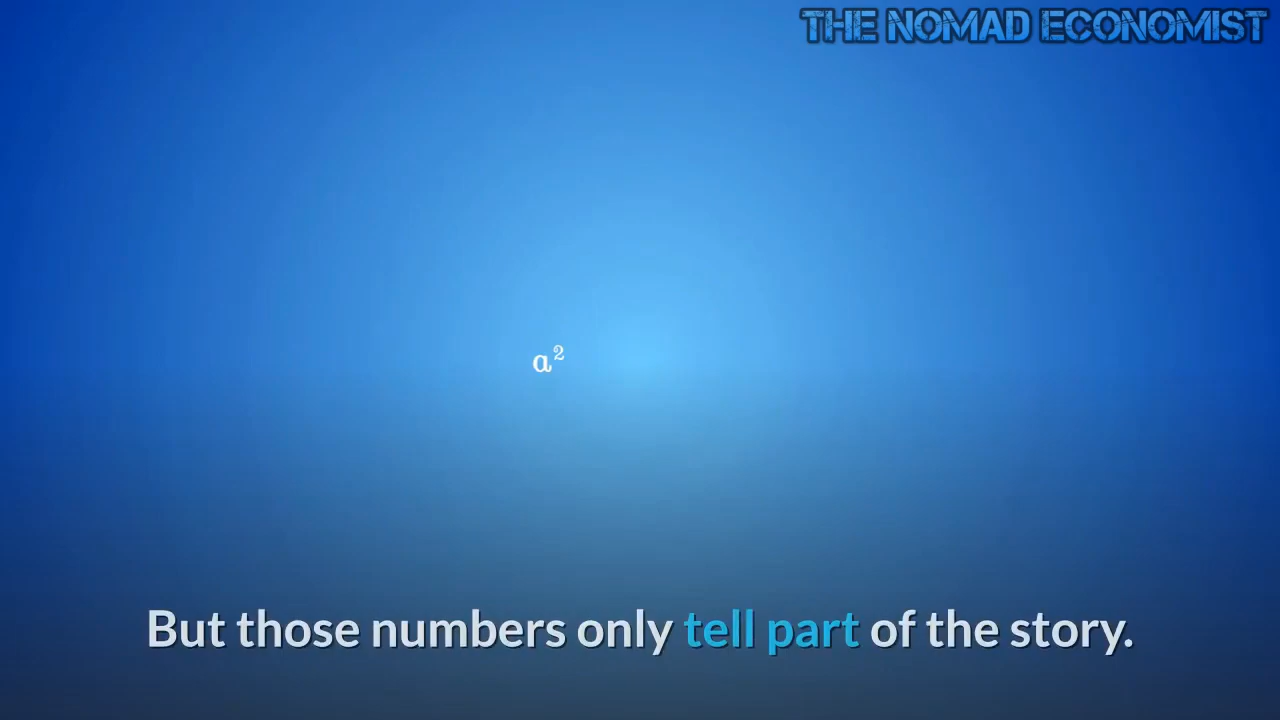 THE NOMAD ECONOMIST
a²
But those numbers only tell part of the story.